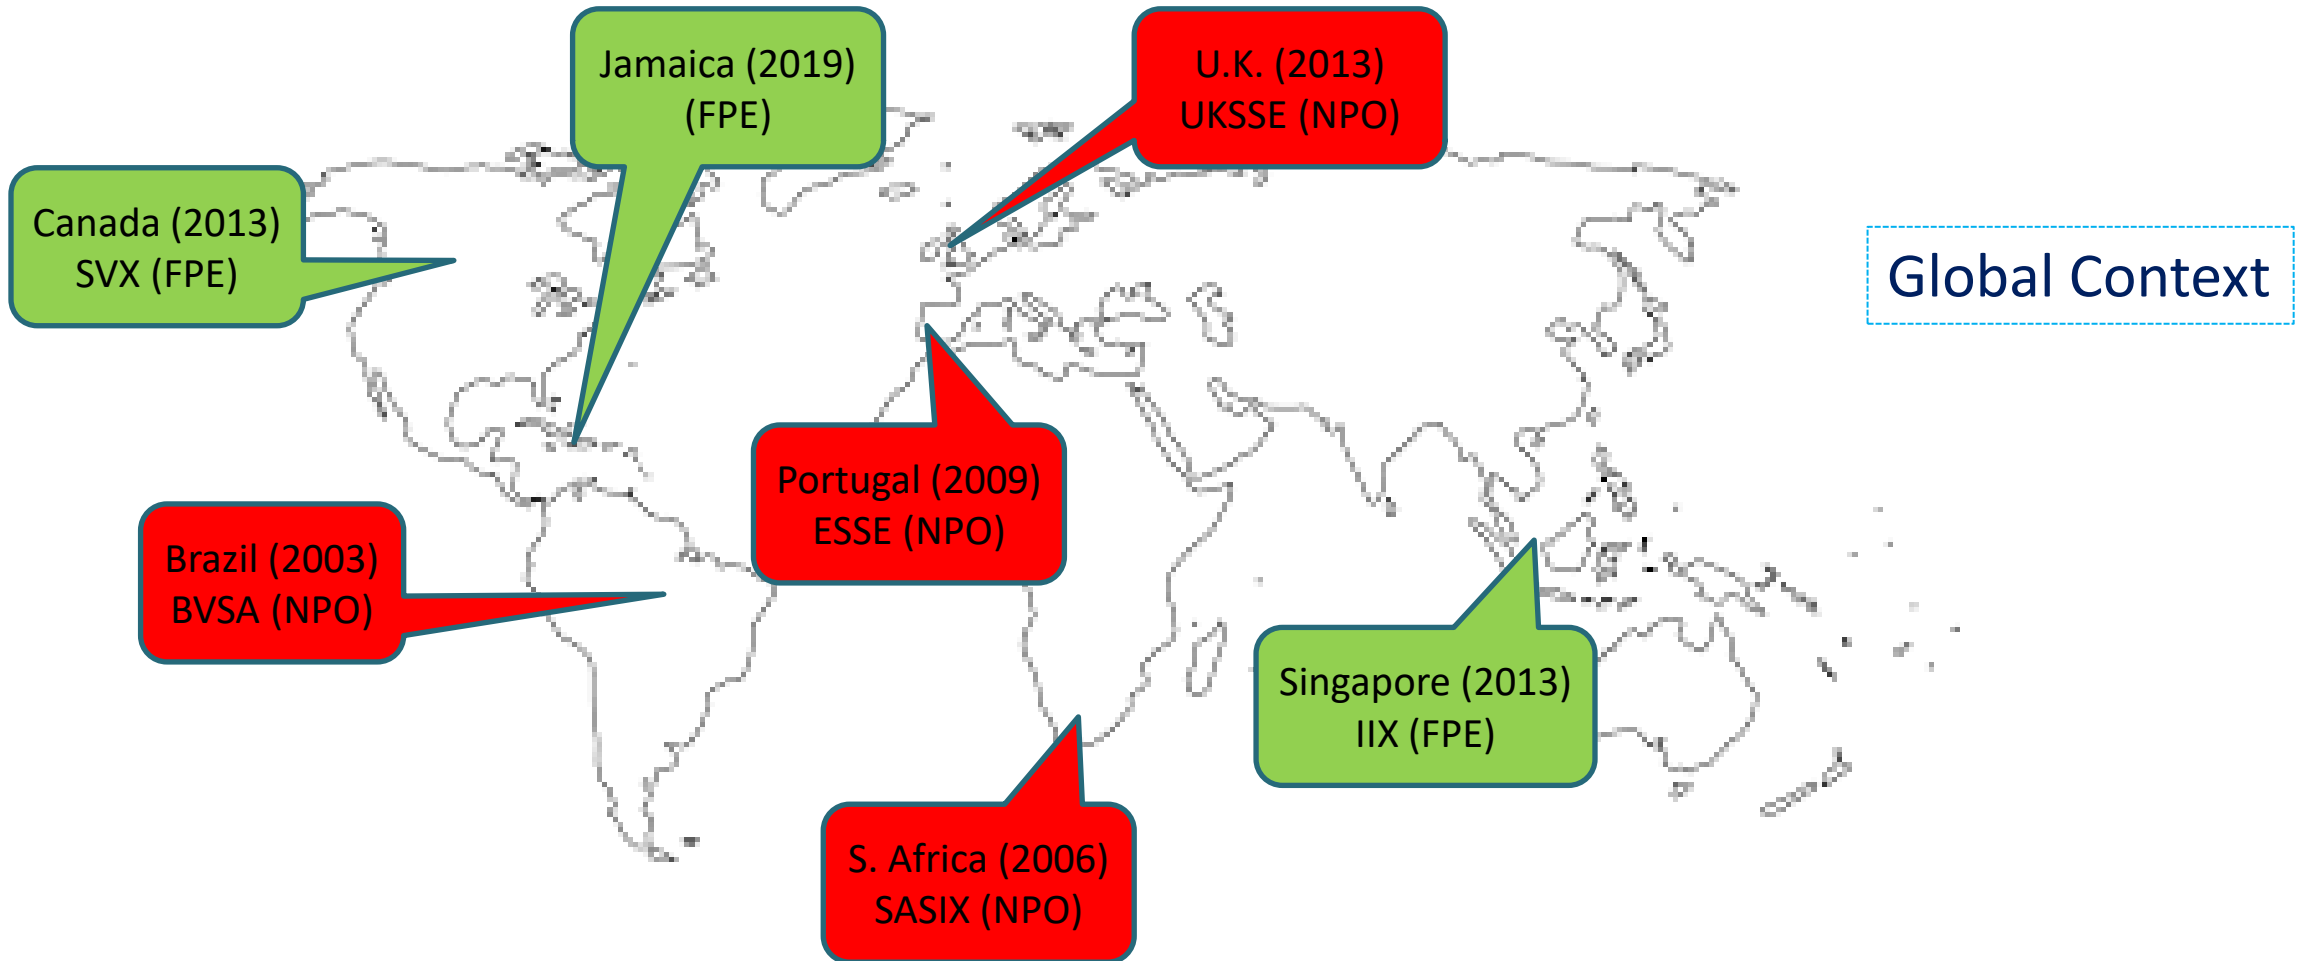 Jamaica (2019)
(FPE)
U.K. (2013)
UKSSE (NPO)
Canada (2013)
SVX (FPE)
Global Context
Portugal (2009)
ESSE (NPO)
Brazil (2003)
BVSA (NPO)
Singapore (2013)
IIX (FPE)
S. Africa (2006)
SASIX (NPO)